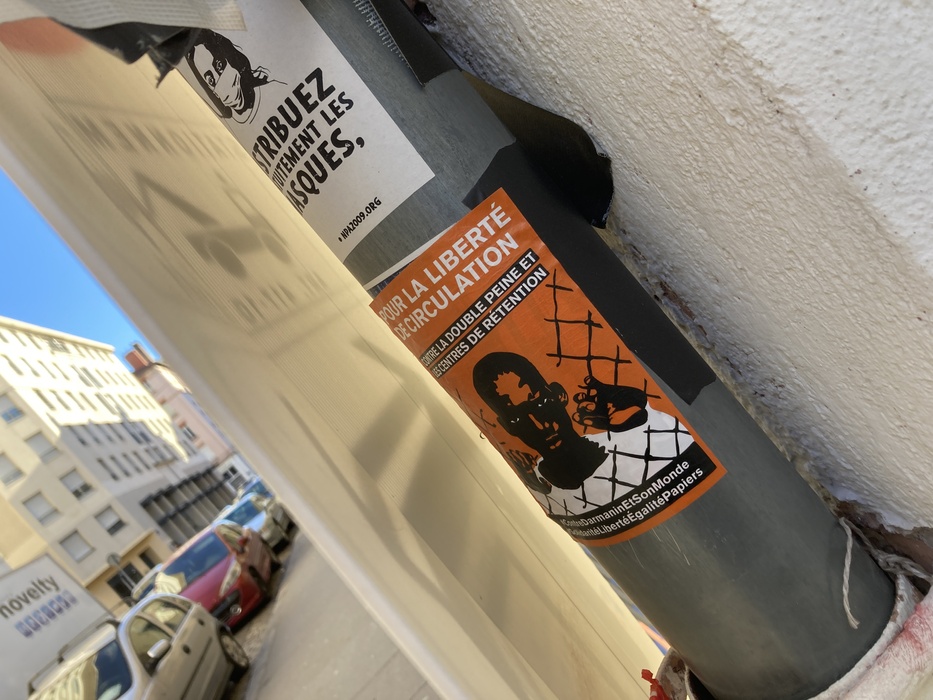 STRIBUEZ
UITEMENT LES
ASQUES,
NPA2009.ORG
POUR LA LIBERTÉ
DE CIRCULATION
CONTRE LA DOUBLE PEINE ET
LES CENTRES DE RÉTENTION
#ContreDarmaninEtSonMonde
#SolidaritéLibertéÉgalitéPapiers
novelty